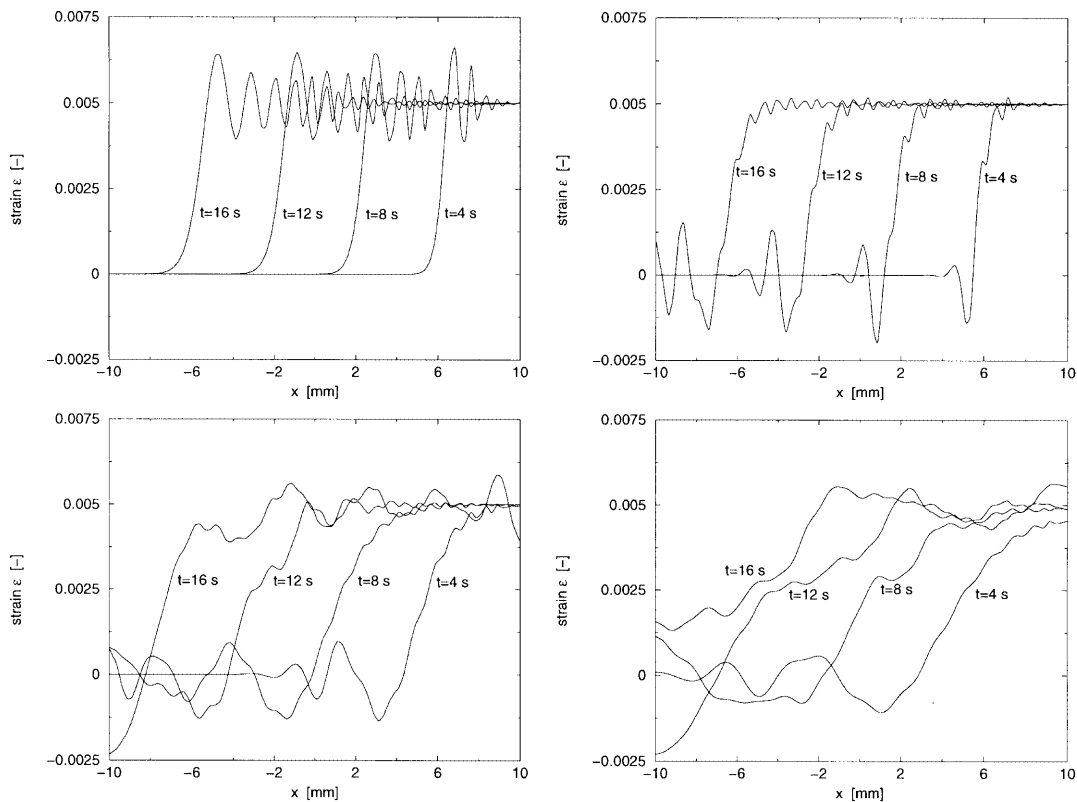 0.0075
0.005
0.0025
0
−0.0025
strain ε [-]
t=16 s
t=12 s
t=8 s
t=4 s
−10
−6
−2
2
6
10
x [mm]
0.0075
0.005
0.0025
0
−0.0025
strain ε [-]
t=16 s
t=12 s
t=8 s
t=4 s
−10
−6
−2
2
6
10
x [mm]
0.0075
0.005
0.0025
0
−0.0025
strain ε [-]
t=16 s
t=12 s
t=8 s
t=4 s
−10
−6
−2
2
6
10
x [mm]
0.0075
0.005
0.0025
0
−0.0025
strain ε [-]
t=16 s
t=12 s
t=8 s
t=4 s
−10
−6
−2
2
6
10
x [mm]